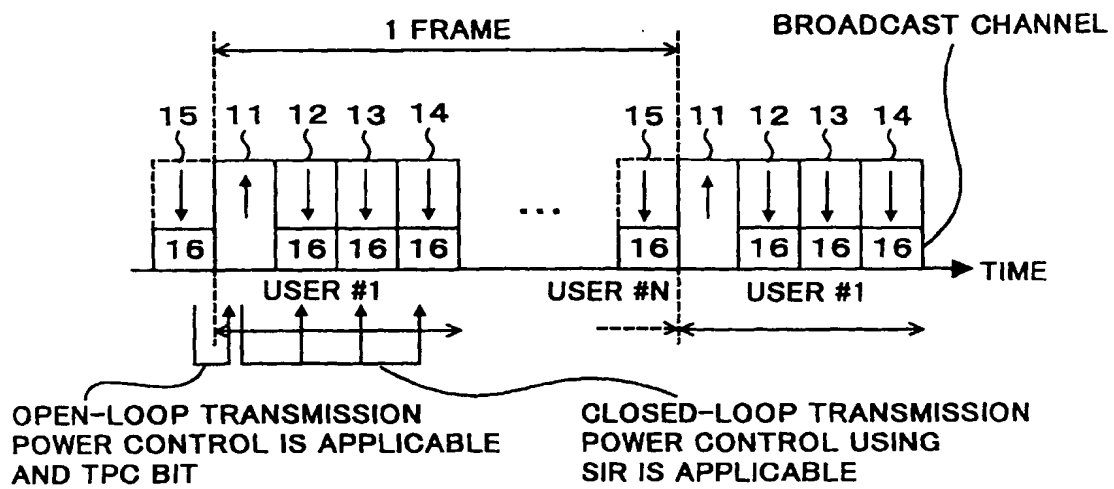 BROADCAST CHANNEL
1 FRAME
15 11 12 13 14 15 11 12 13 14
...
16 16 16 16 16 16 16 16
TIME
USER #1 USER #N USER #1
OPEN-LOOP TRANSMISSION
POWER CONTROL IS APPLICABLE
AND TPC BIT
CLOSED-LOOP TRANSMISSION
POWER CONTROL USING
SIR IS APPLICABLE